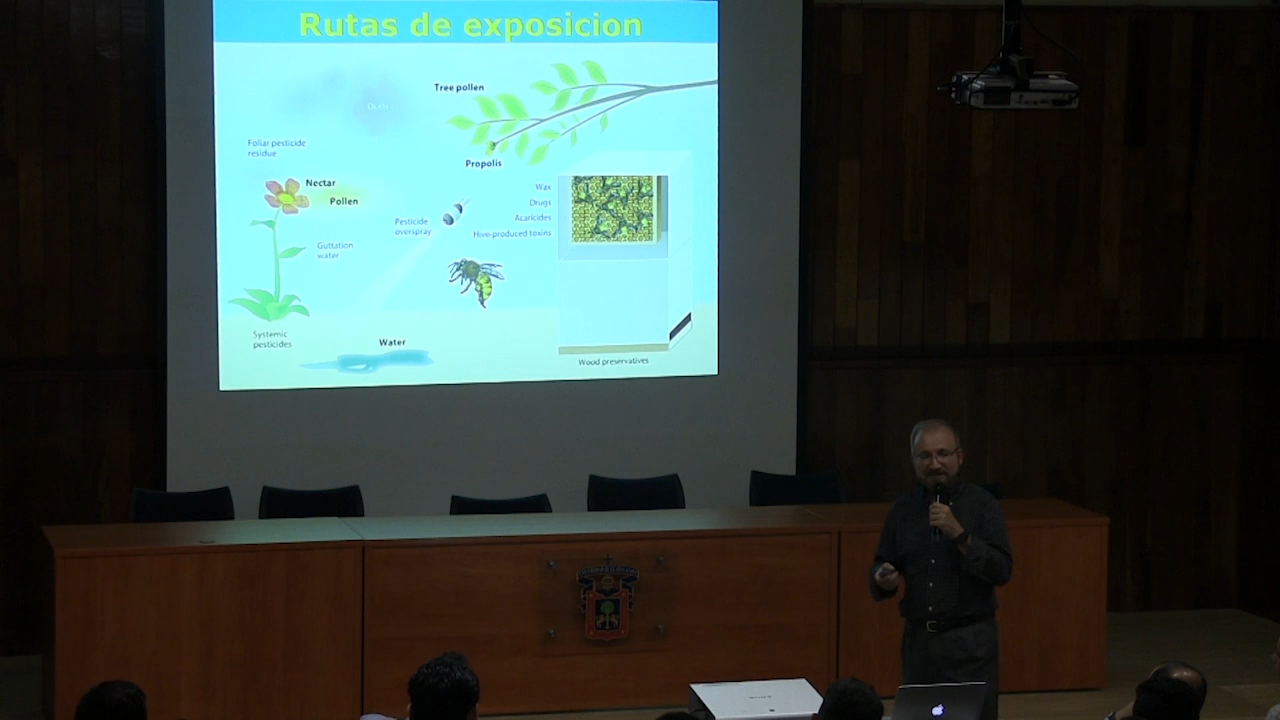 Rutas de exposicion
Tree pollen
Dusts
Foliar pesticide
residue
Propolis
Nectar
Pollen
Wax
Drugs
Acaricides
Hive-produced toxins
Pesticide
overspray
Guttation
water
Systemic
pesticides
Water
Wood preservatives